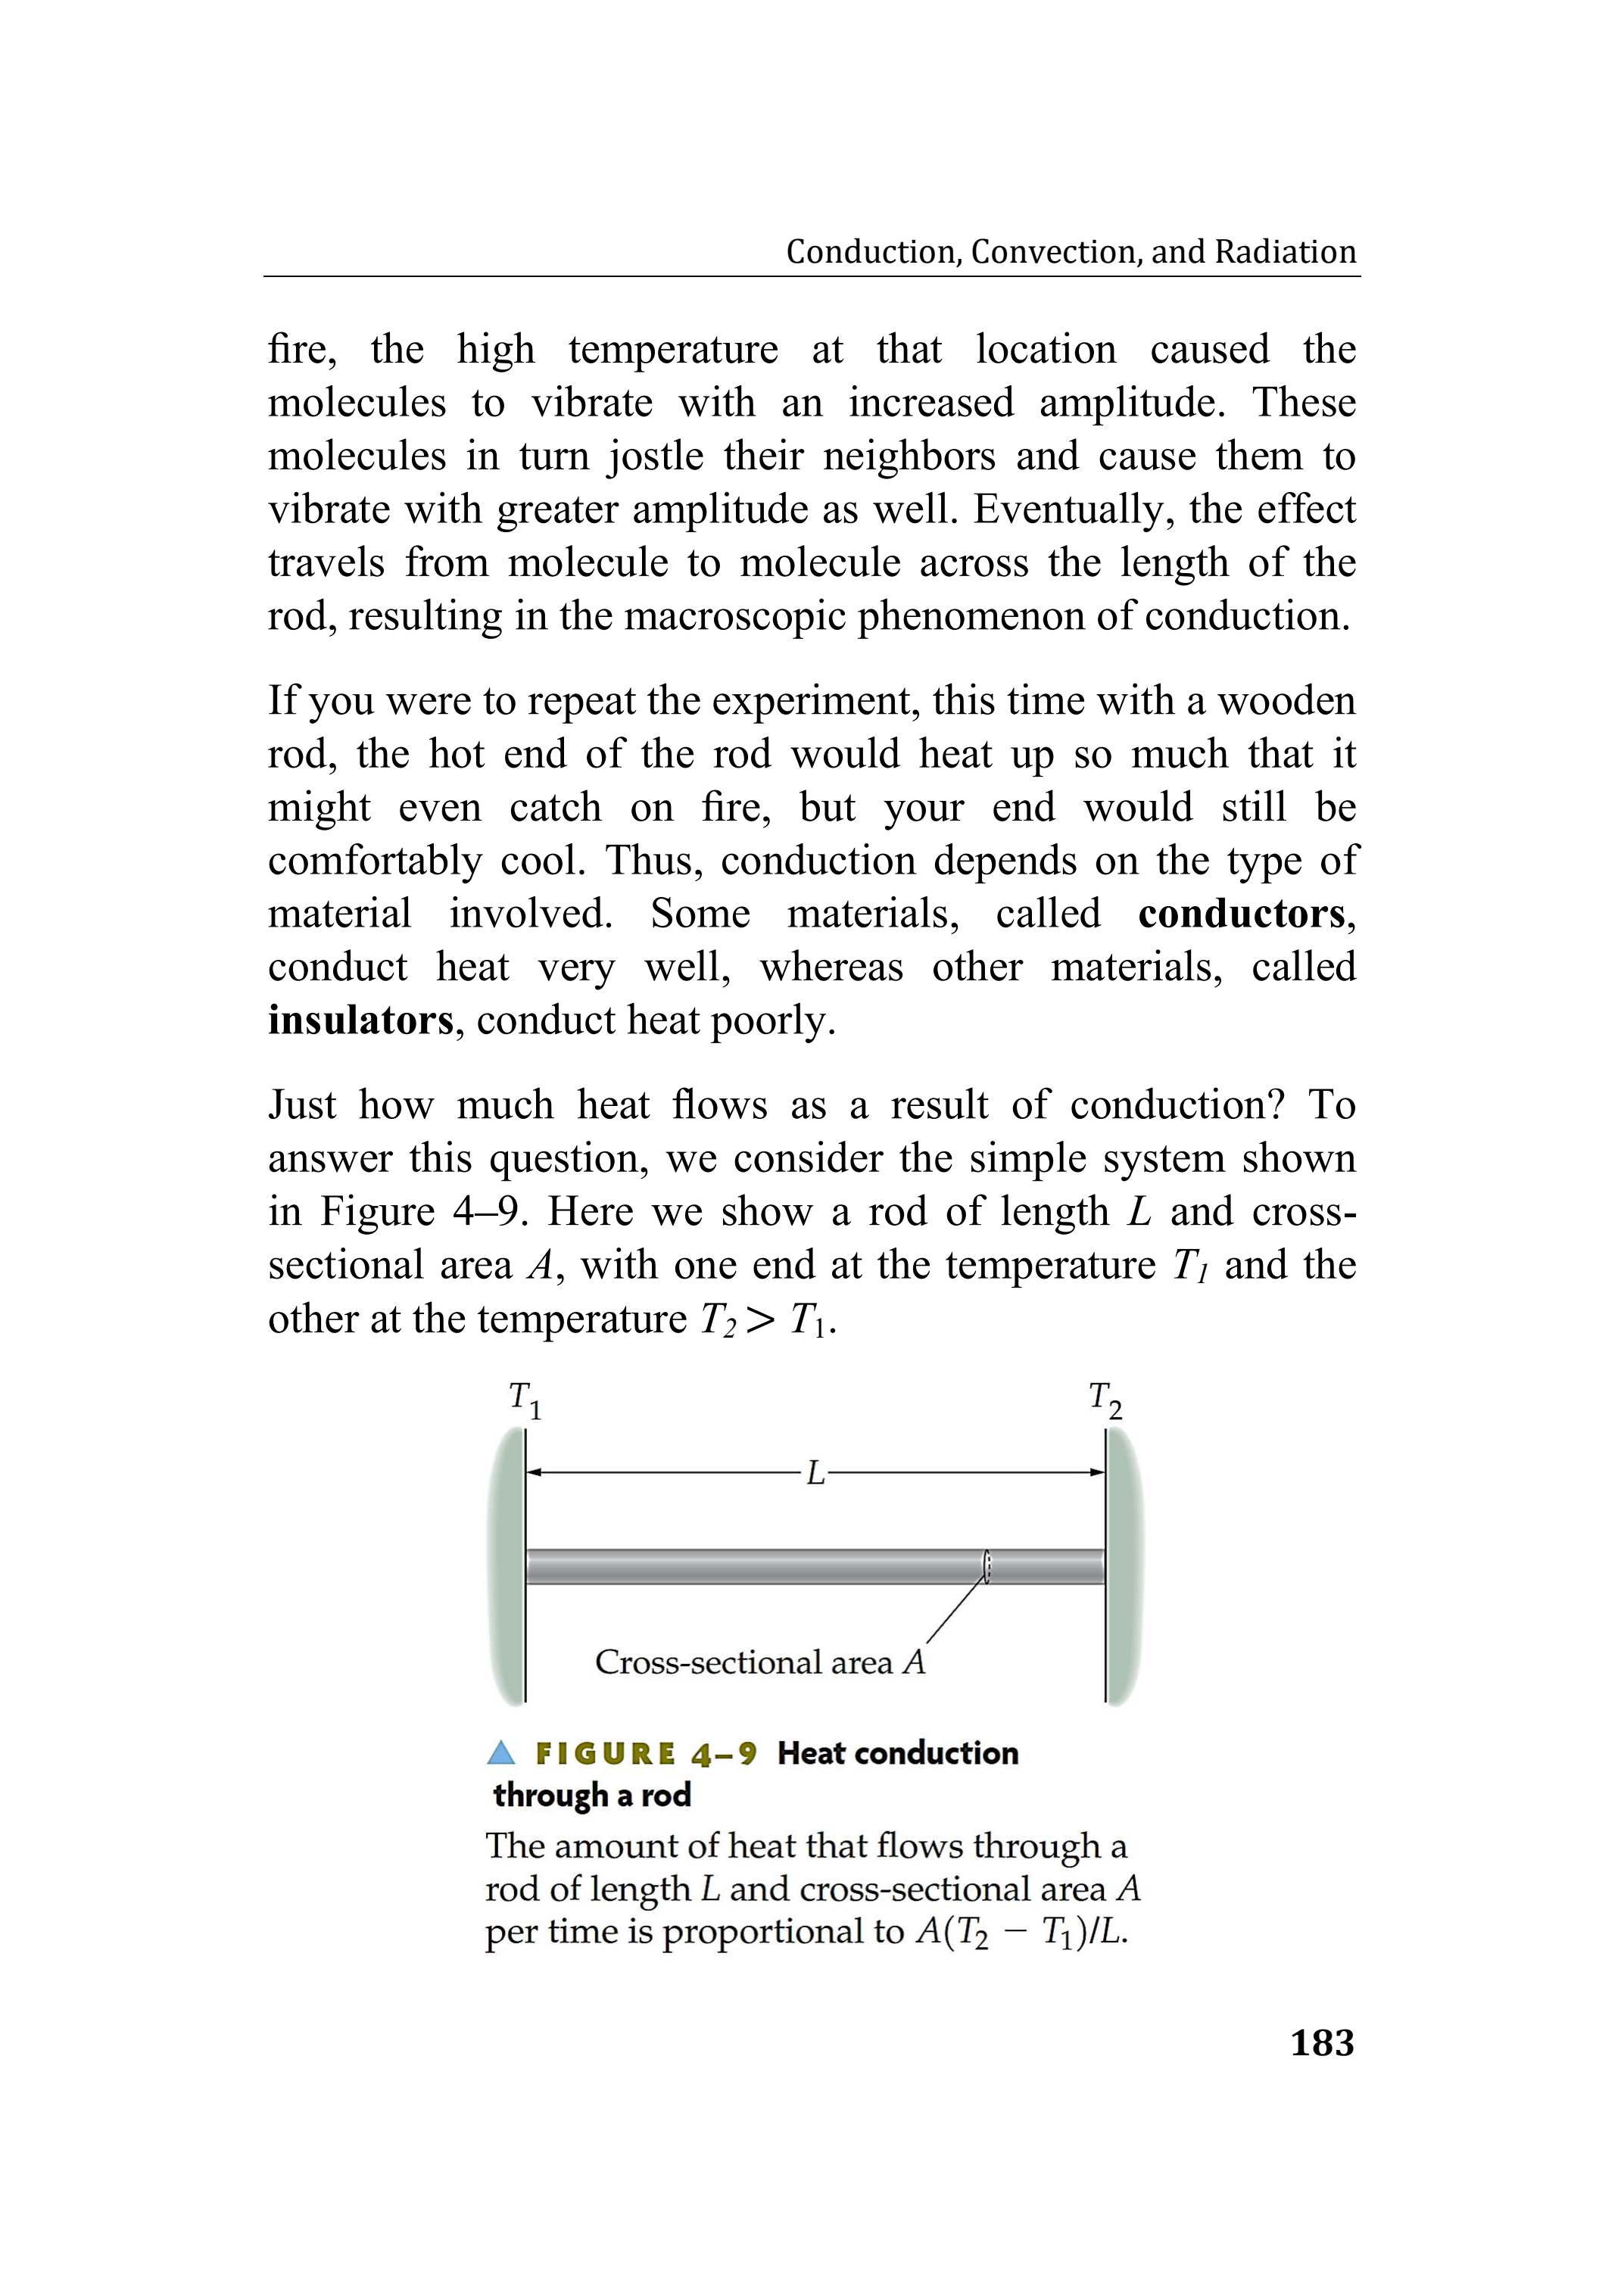 Conduction, Convection, and Radiation
fire, the high temperature at that location caused the
molecules to vibrate with an increased amplitude. These
molecules in turn jostle their neighbors and cause them to
vibrate with greater amplitude as well. Eventually, the effect
travels from molecule to molecule across the length of the
rod, resulting in the macroscopic phenomenon of conduction.
If you were to repeat the experiment, this time with a wooden
rod, the hot end of the rod would heat up so much that it
might even catch on fire, but your end would still be
comfortably cool. Thus, conduction depends on the type of
material involved. Some materials, called conductors,
conduct heat very well, whereas other materials, called
insulators, conduct heat poorly.
Just how much heat flows as a result of conduction? To
answer this question, we consider the simple system shown
in Figure 4–9. Here we show a rod of length L and cross-
sectional area A, with one end at the temperature T₁ and the
other at the temperature T₂ > T₁.
T₁ T₂
L
Cross-sectional area A
▲ FIGURE 4–9 Heat conduction
through a rod
The amount of heat that flows through a
rod of length L and cross-sectional area A
per time is proportional to A(T₂ − T₁)/L.
183